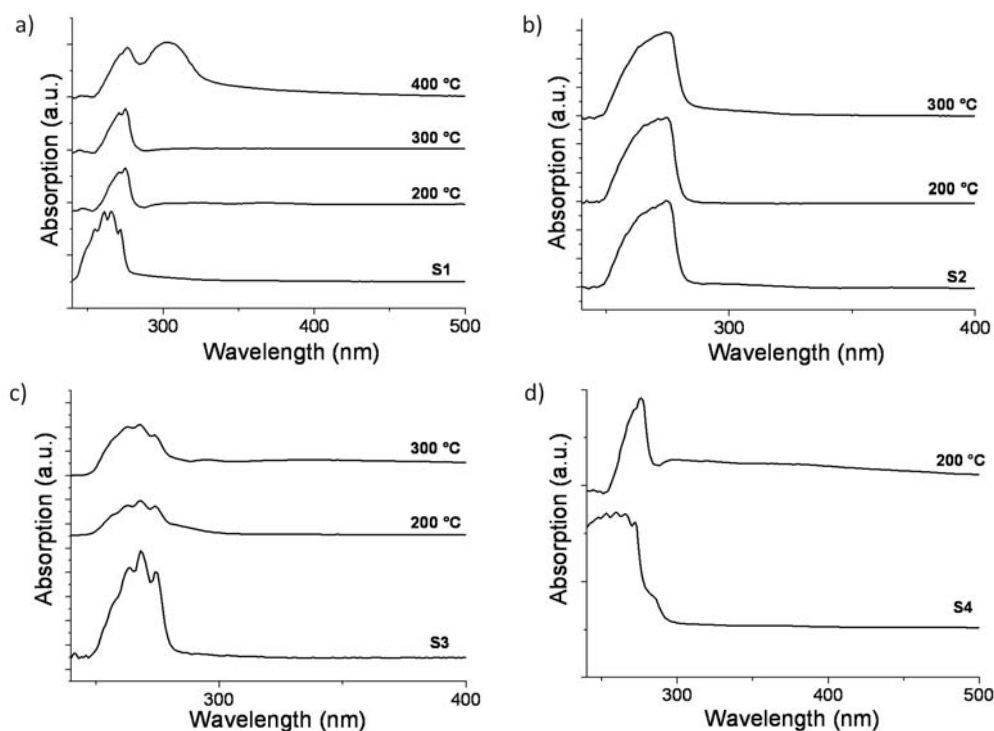 a)
Absorption (a.u.)
400 °C
300 °C
200 °C
S1
300
400
500
Wavelength (nm)
b)
Absorption (a.u.)
300 °C
200 °C
S2
300
400
Wavelength (nm)
c)
Absorption (a.u.)
300 °C
200 °C
S3
300
400
Wavelength (nm)
d)
Absorption (a.u.)
200 °C
S4
300
400
500
Wavelength (nm)